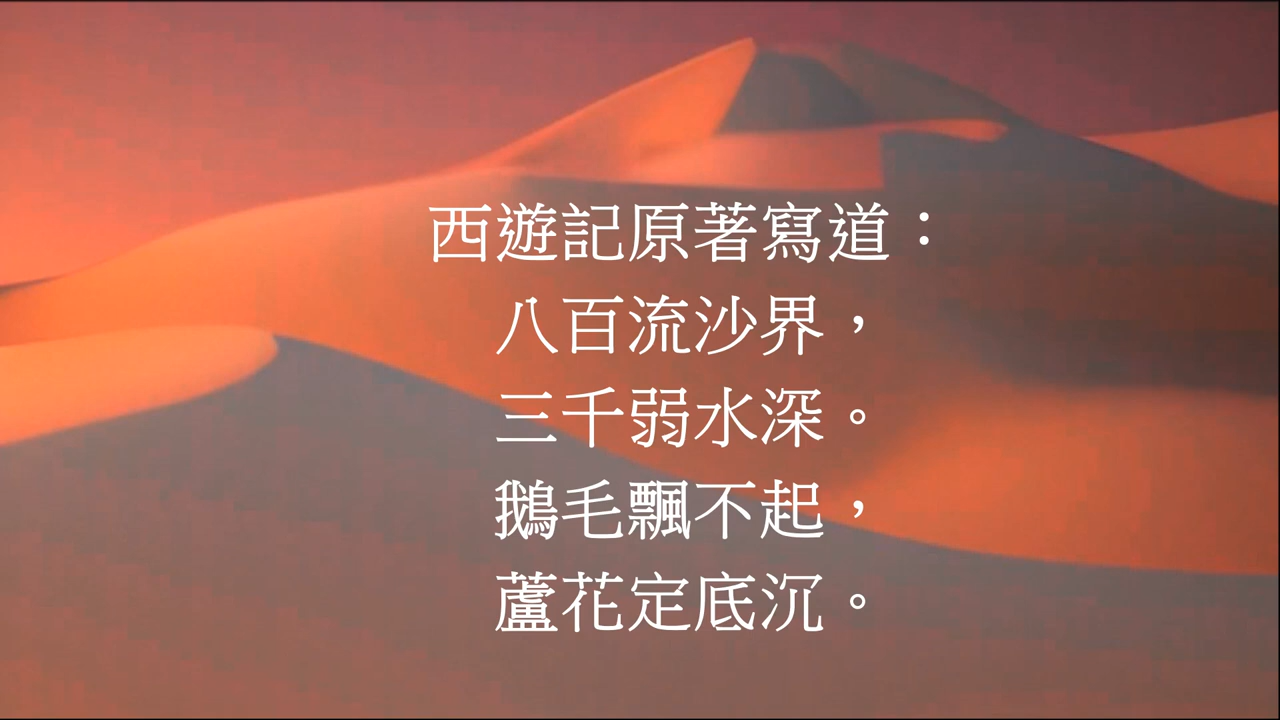 西遊記原著寫道：
八百流沙界，
三千弱水深。
鵝毛飄不起，
蘆花定底沉。